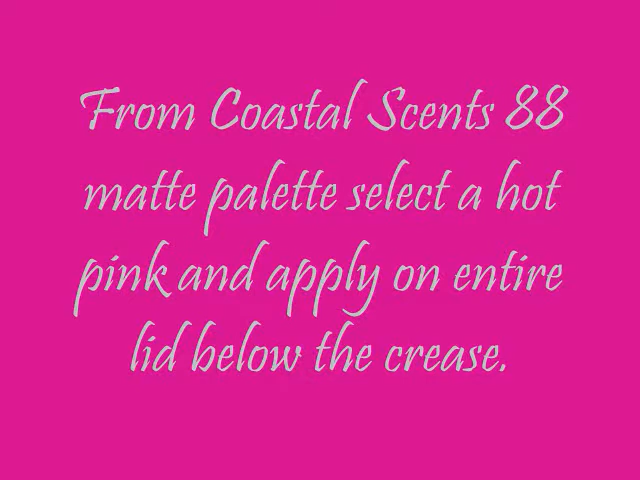 From Coastal Scents 88
matte palette select a hot
pink and apply on entire
lid below the crease.